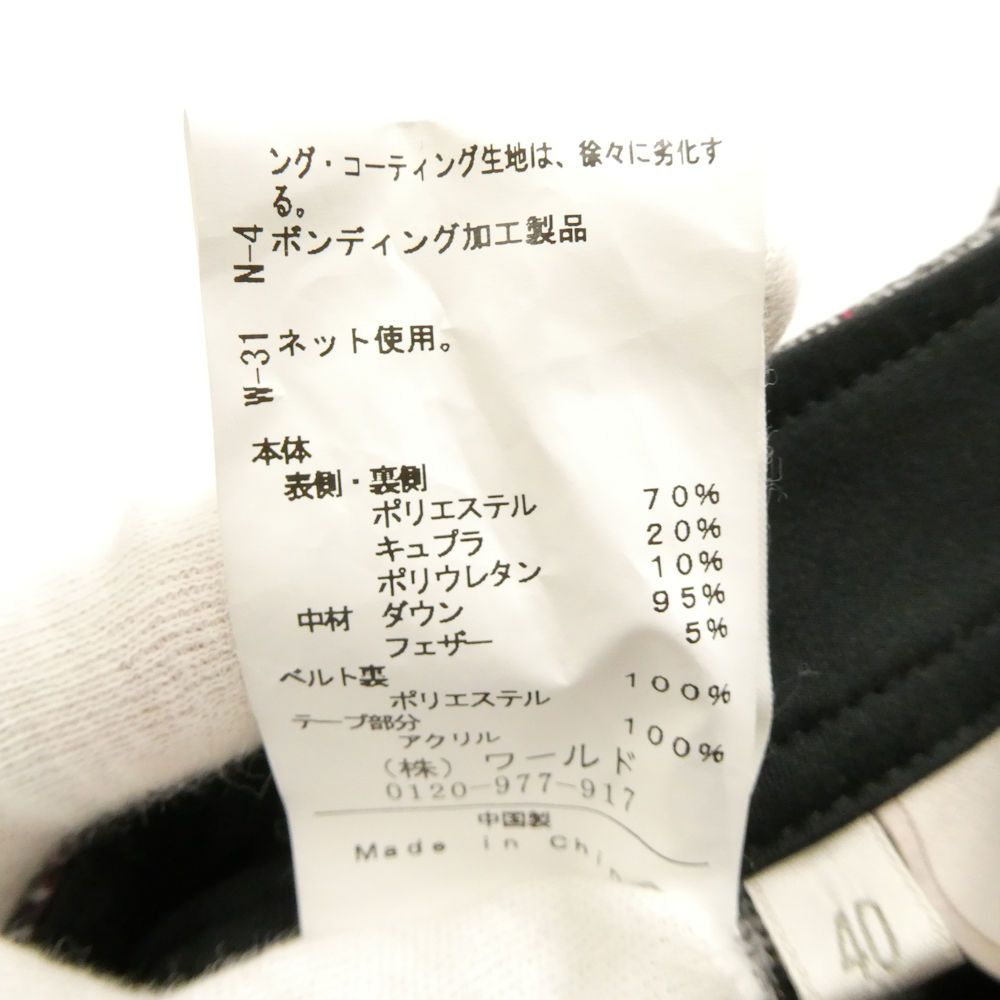 ング・コーティング生地は、徐々に劣化す
る。
N-4 ボンディング加工製品
W-31 ネット使用。
本体
表側・裏側
ポリエステル 70%
キュプラ 20%
ポリウレタン 10%
中材 ダウン 95%
フェザー 5%
ベルト裏
ポリエステル 100%
テープ部分
アクリル 100%
(株) ワールド
0120-977-917
中国製
Made in China
40